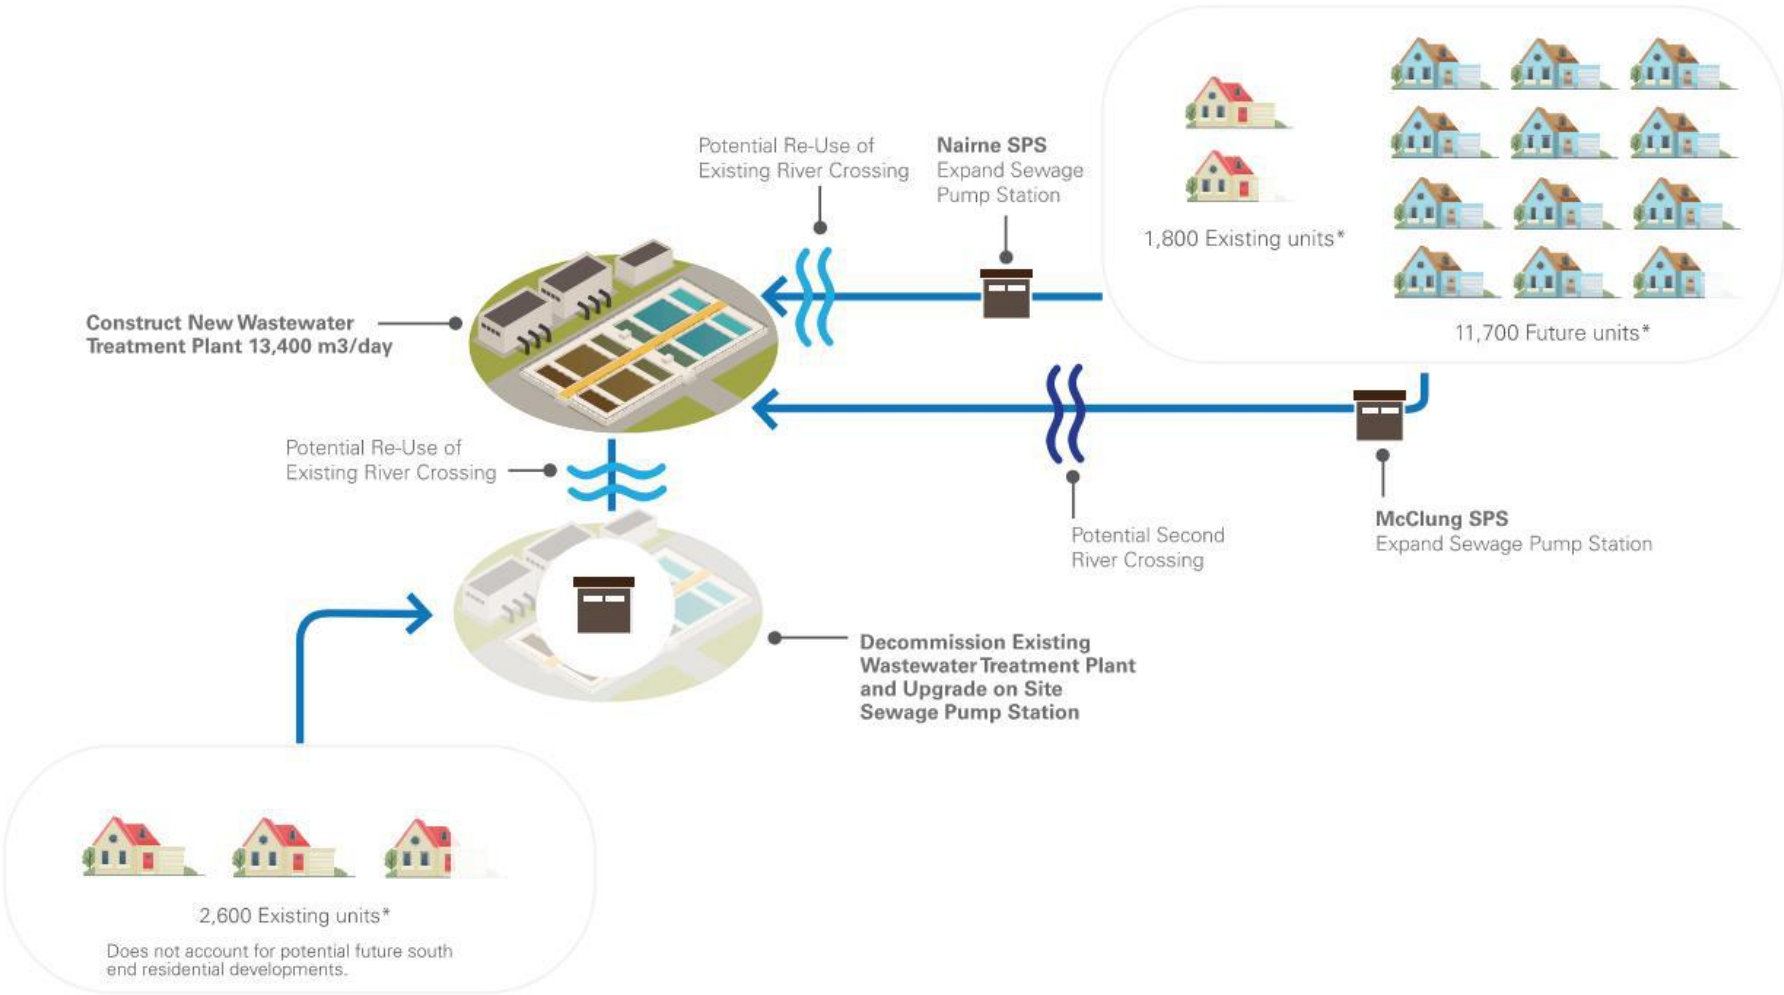 Potential Re-Use of
Existing River Crossing
Nairne SPS
Expand Sewage
Pump Station
1,800 Existing units*
11,700 Future units*
Construct New Wastewater
Treatment Plant 13,400 m3/day
Potential Re-Use of
Existing River Crossing
Potential Second
River Crossing
McClung SPS
Expand Sewage Pump Station
Decommission Existing
Wastewater Treatment Plant
and Upgrade on Site
Sewage Pump Station
2,600 Existing units*
Does not account for potential future south
end residential developments.